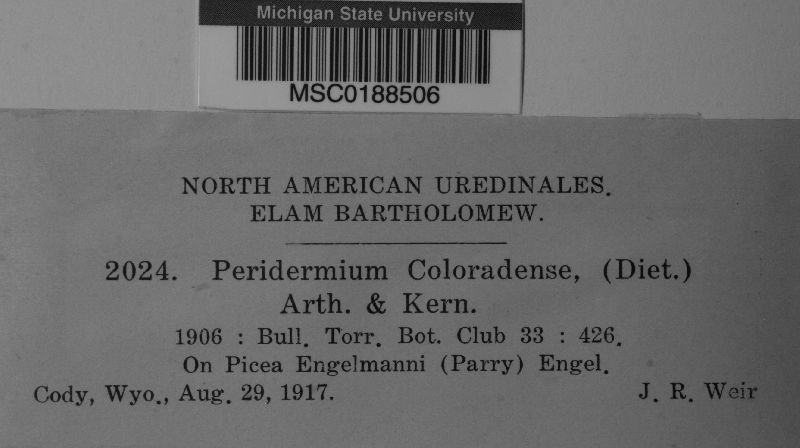 Michigan State University
MSC0188506
NORTH AMERICAN UREDINALES.
ELAM BARTHOLOMEW.
2024. Peridermium Coloradense, (Diet.)
Arth. & Kern.
1906 : Bull. Torr. Bot. Club 33 : 426.
On Picea Engelmanni (Parry) Engel.
Cody, Wyo., Aug. 29, 1917. J. R. Weir